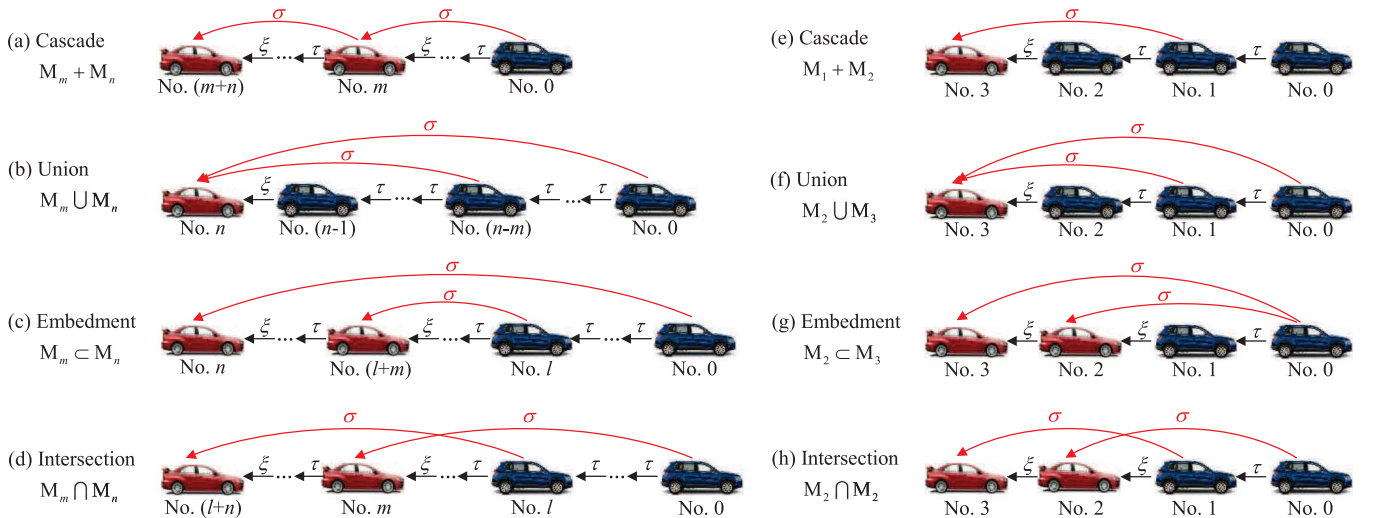 σ σ
(a) Cascade
ξ τ ξ τ
M_m + M_n
No. (m+n) No. m No. 0
σ
(b) Union
σ
ξ τ τ τ
M_m ⋃ M_n
No. n No. (n-1) No. (n-m) No. 0
σ
(c) Embedment
σ
ξ τ ξ τ τ τ
M_m ⊂ M_n
No. n No. (l+m) No. l No. 0
σ σ
(d) Intersection
ξ τ ξ τ τ τ
M_m ⋂ M_n
No. (l+n) No. m No. l No. 0
σ
(e) Cascade
ξ τ τ
M_1 + M_2
No. 3 No. 2 No. 1 No. 0
σ
(f) Union
σ
ξ τ τ
M_2 ⋃ M_3
No. 3 No. 2 No. 1 No. 0
σ
(g) Embedment
σ
ξ ξ τ
M_2 ⊂ M_3
No. 3 No. 2 No. 1 No. 0
σ σ
(h) Intersection
ξ ξ τ
M_2 ⋂ M_2
No. 3 No. 2 No. 1 No. 0